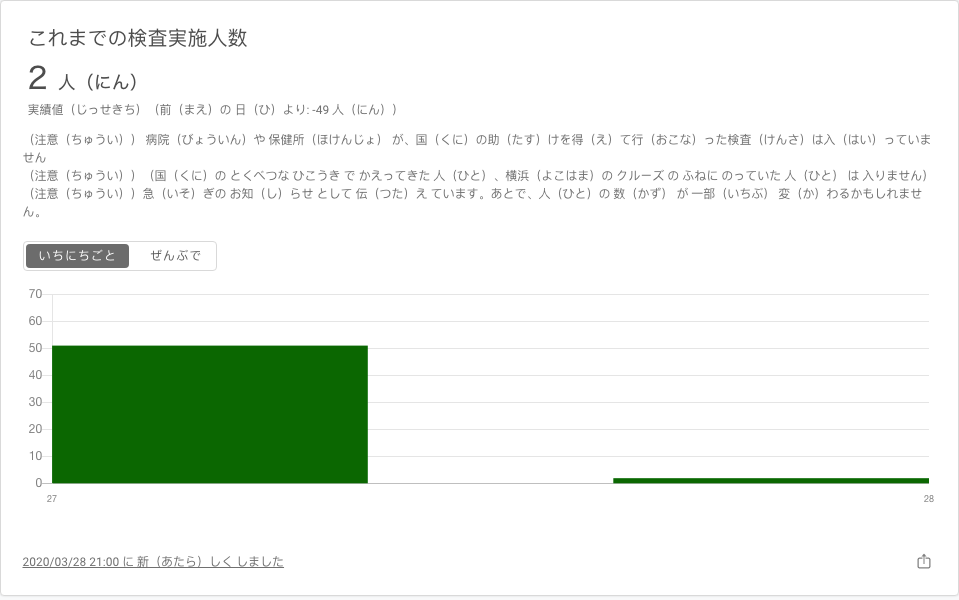 これまでの検査実施人数
2 人（にん）
実績値（じっせきち）（前（まえ）の 日（ひ）より: -49 人（にん））
（注意（ちゅうい）） 病院（びょういん）や 保健所（ほけんじょ） が、国（くに）の助（たす）けを得（え）て行（おこな）った検査（けんさ）は入（はい）っていま
せん
（注意（ちゅうい））（国（くに）の とくべつな ひこうき で かえってきた 人（ひと）、横浜（よこはま）の クルーズ の ふねに のっていた 人（ひと） は 入りません）
（注意（ちゅうい））急（いそ）ぎの お知（し）らせ として 伝（つた）え ています。あとで、人（ひと）の 数（かず） が 一部（いちぶ） 変（か）わるかもしれませ
ん。
いちにちごと ぜんぶで
70
60
50
40
30
20
10
0
27 28
2020/03/28 21:00 に 新（あたら）しく しました